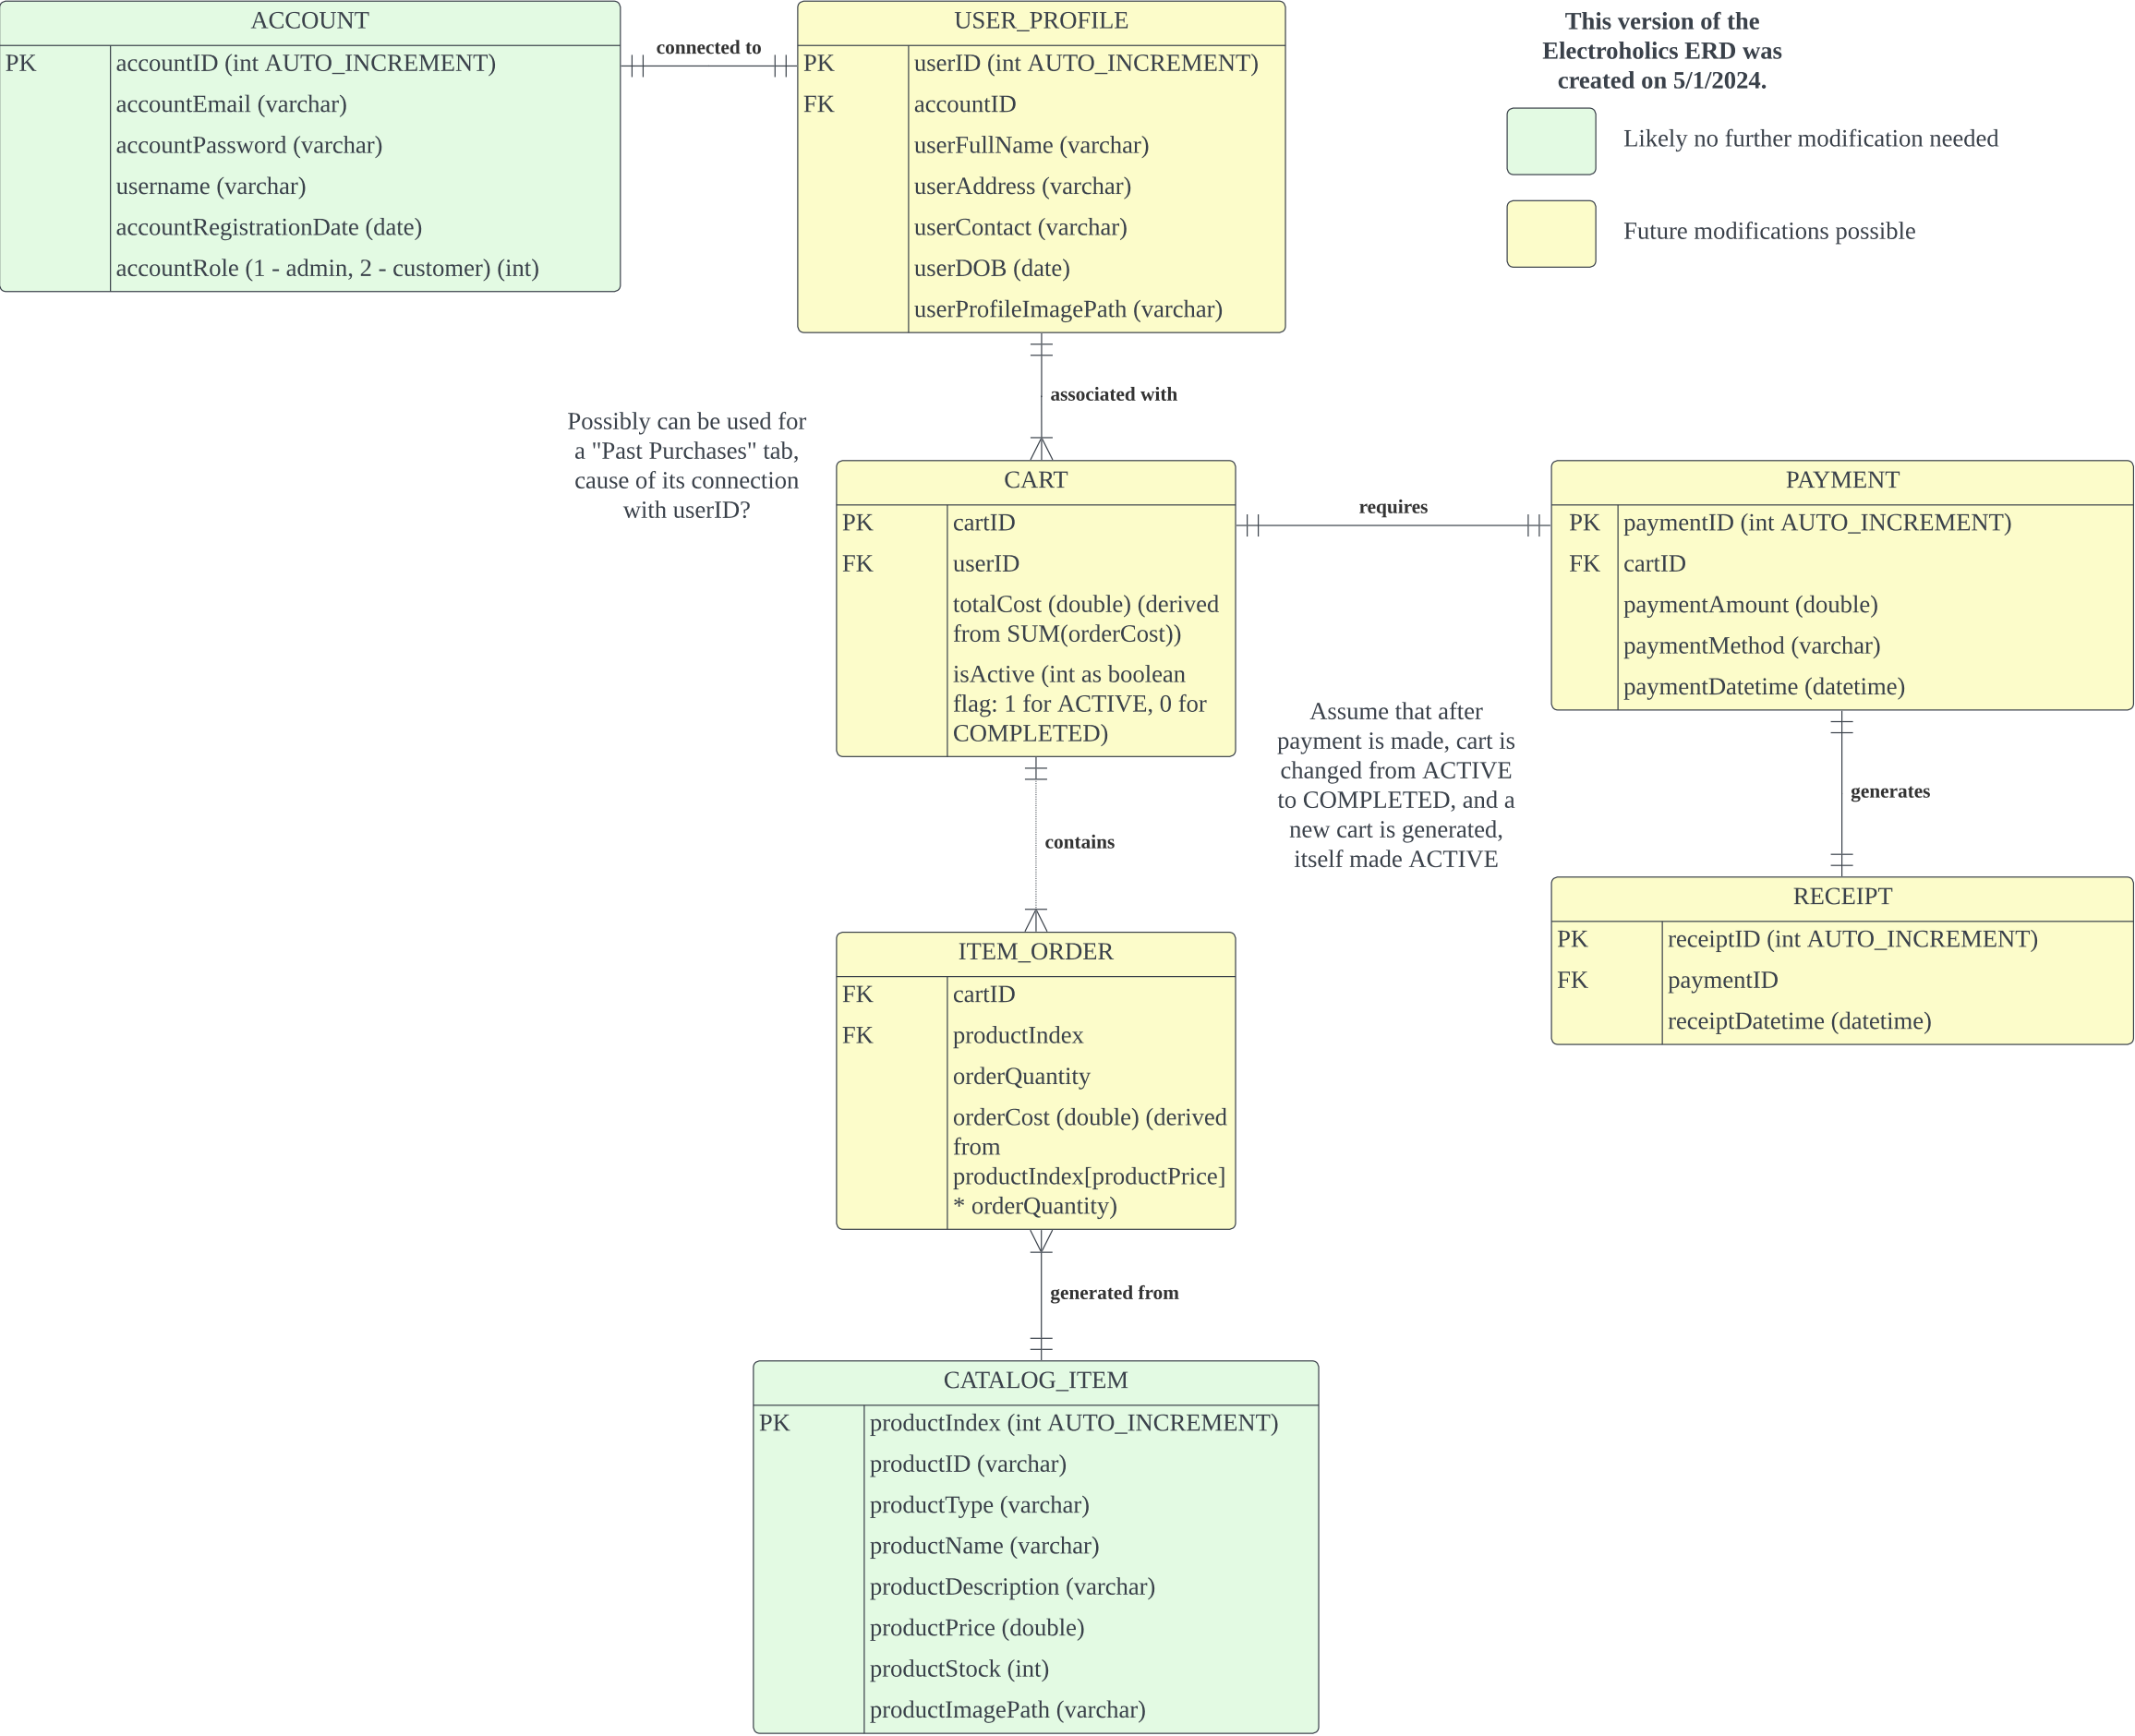 ACCOUNT
PK
accountID (int AUTO_INCREMENT)
accountEmail (varchar)
accountPassword (varchar)
username (varchar)
accountRegistrationDate (date)
accountRole (1 - admin, 2 - customer) (int)
connected to
USER_PROFILE
PK
userID (int AUTO_INCREMENT)
FK
accountID
userFullName (varchar)
userAddress (varchar)
userContact (varchar)
userDOB (date)
userProfileImagePath (varchar)
This version of the
Electroholics ERD was
created on 5/1/2024.
Likely no further modification needed
Future modifications possible
associated with
Possibly can be used for
a "Past Purchases" tab,
cause of its connection
with userID?
CART
PK
cartID
FK
userID
totalCost (double) (derived
from SUM(orderCost))
isActive (int as boolean
flag: 1 for ACTIVE, 0 for
COMPLETED)
requires
PAYMENT
PK
paymentID (int AUTO_INCREMENT)
FK
cartID
paymentAmount (double)
paymentMethod (varchar)
paymentDatetime (datetime)
Assume that after
payment is made, cart is
changed from ACTIVE
to COMPLETED, and a
new cart is generated,
itself made ACTIVE
generates
contains
RECEIPT
PK
receiptID (int AUTO_INCREMENT)
FK
paymentID
receiptDatetime (datetime)
ITEM_ORDER
FK
cartID
FK
productIndex
orderQuantity
orderCost (double) (derived
from
productIndex[productPrice]
* orderQuantity)
generated from
CATALOG_ITEM
PK
productIndex (int AUTO_INCREMENT)
productID (varchar)
productType (varchar)
productName (varchar)
productDescription (varchar)
productPrice (double)
productStock (int)
productImagePath (varchar)